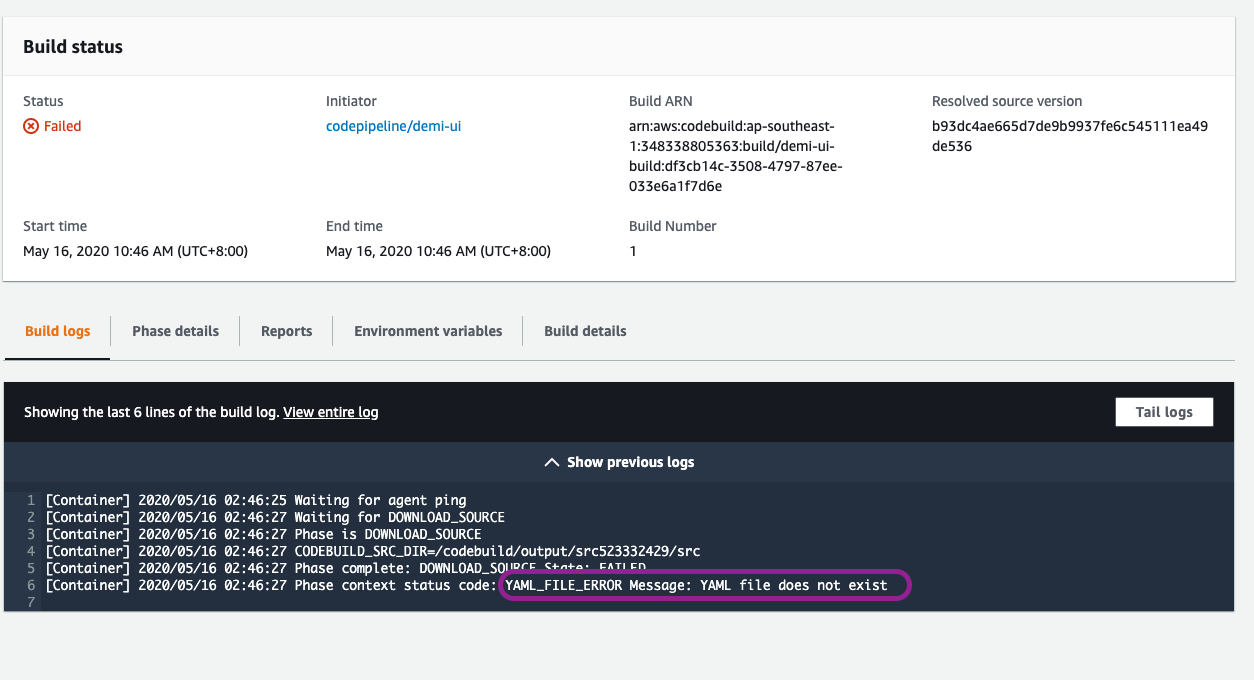 Build status
Status
Failed
Initiator
codepipeline/demi-ui
Build ARN
arn:aws:codebuild:ap-southeast-
1:348338805363:build/demi-ui-
build:df3cb14c-3508-4797-87ee-
033e6a1f7d6e
Resolved source version
b93dc4ae665d7de9b9937fe6c545111ea49
de536
Start time
May 16, 2020 10:46 AM (UTC+8:00)
End time
May 16, 2020 10:46 AM (UTC+8:00)
Build Number
1
Build logs
Phase details
Reports
Environment variables
Build details
Showing the last 6 lines of the build log. View entire log
Tail logs
Show previous logs
1 [Container] 2020/05/16 02:46:25 Waiting for agent ping
2 [Container] 2020/05/16 02:46:27 Waiting for DOWNLOAD_SOURCE
3 [Container] 2020/05/16 02:46:27 Phase is DOWNLOAD_SOURCE
4 [Container] 2020/05/16 02:46:27 CODEBUILD_SRC_DIR=/codebuild/output/src523332429/src
5 [Container] 2020/05/16 02:46:27 Phase complete: DOWNLOAD_SOURCE State: FAILED
6 [Container] 2020/05/16 02:46:27 Phase context status code: YAML_FILE_ERROR Message: YAML file does not exist
7